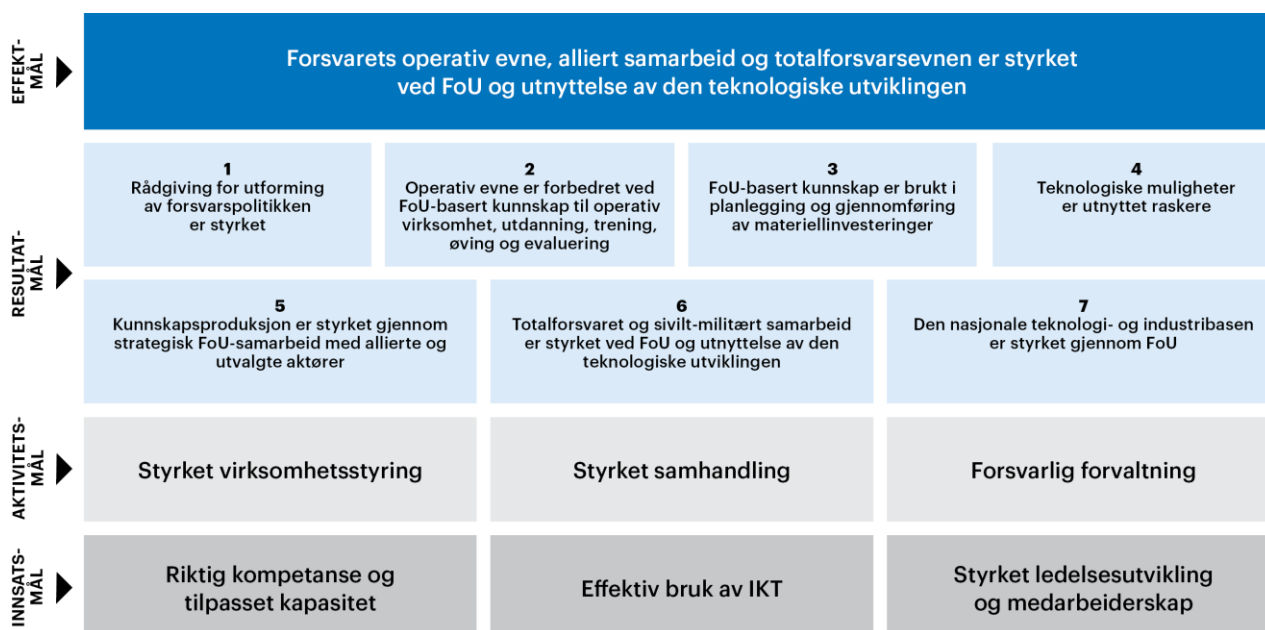 EFFEKT-
MÅL
Forsvarets operativ evne, alliert samarbeid og totalforsvarsevnen er styrket
ved FoU og utnyttelse av den teknologiske utviklingen
RESULTAT-
MÅL
1
Rådgiving for utforming
av forsvarspolitikken
er styrket
2
Operativ evne er forbedret ved
FoU-basert kunnskap til operativ
virksomhet, utdanning, trening,
øving og evaluering
3
FoU-basert kunnskap er brukt i
planlegging og gjennomføring
av materiellinvesteringer
4
Teknologiske muligheter
er utnyttet raskere
5
Kunnskapsproduksjon er styrket gjennom
strategisk FoU-samarbeid med allierte og
utvalgte aktører
6
Totalforsvaret og sivilt-militært samarbeid
er styrket ved FoU og utnyttelse av den
teknologiske utviklingen
7
Den nasjonale teknologi- og industribasen
er styrket gjennom FoU
AKTIVITETS-
MÅL
Styrket virksomhetsstyring
Styrket samhandling
Forsvarlig forvaltning
INNSATS-
MÅL
Riktig kompetanse og
tilpasset kapasitet
Effektiv bruk av IKT
Styrket ledelsesutvikling
og medarbeiderskap